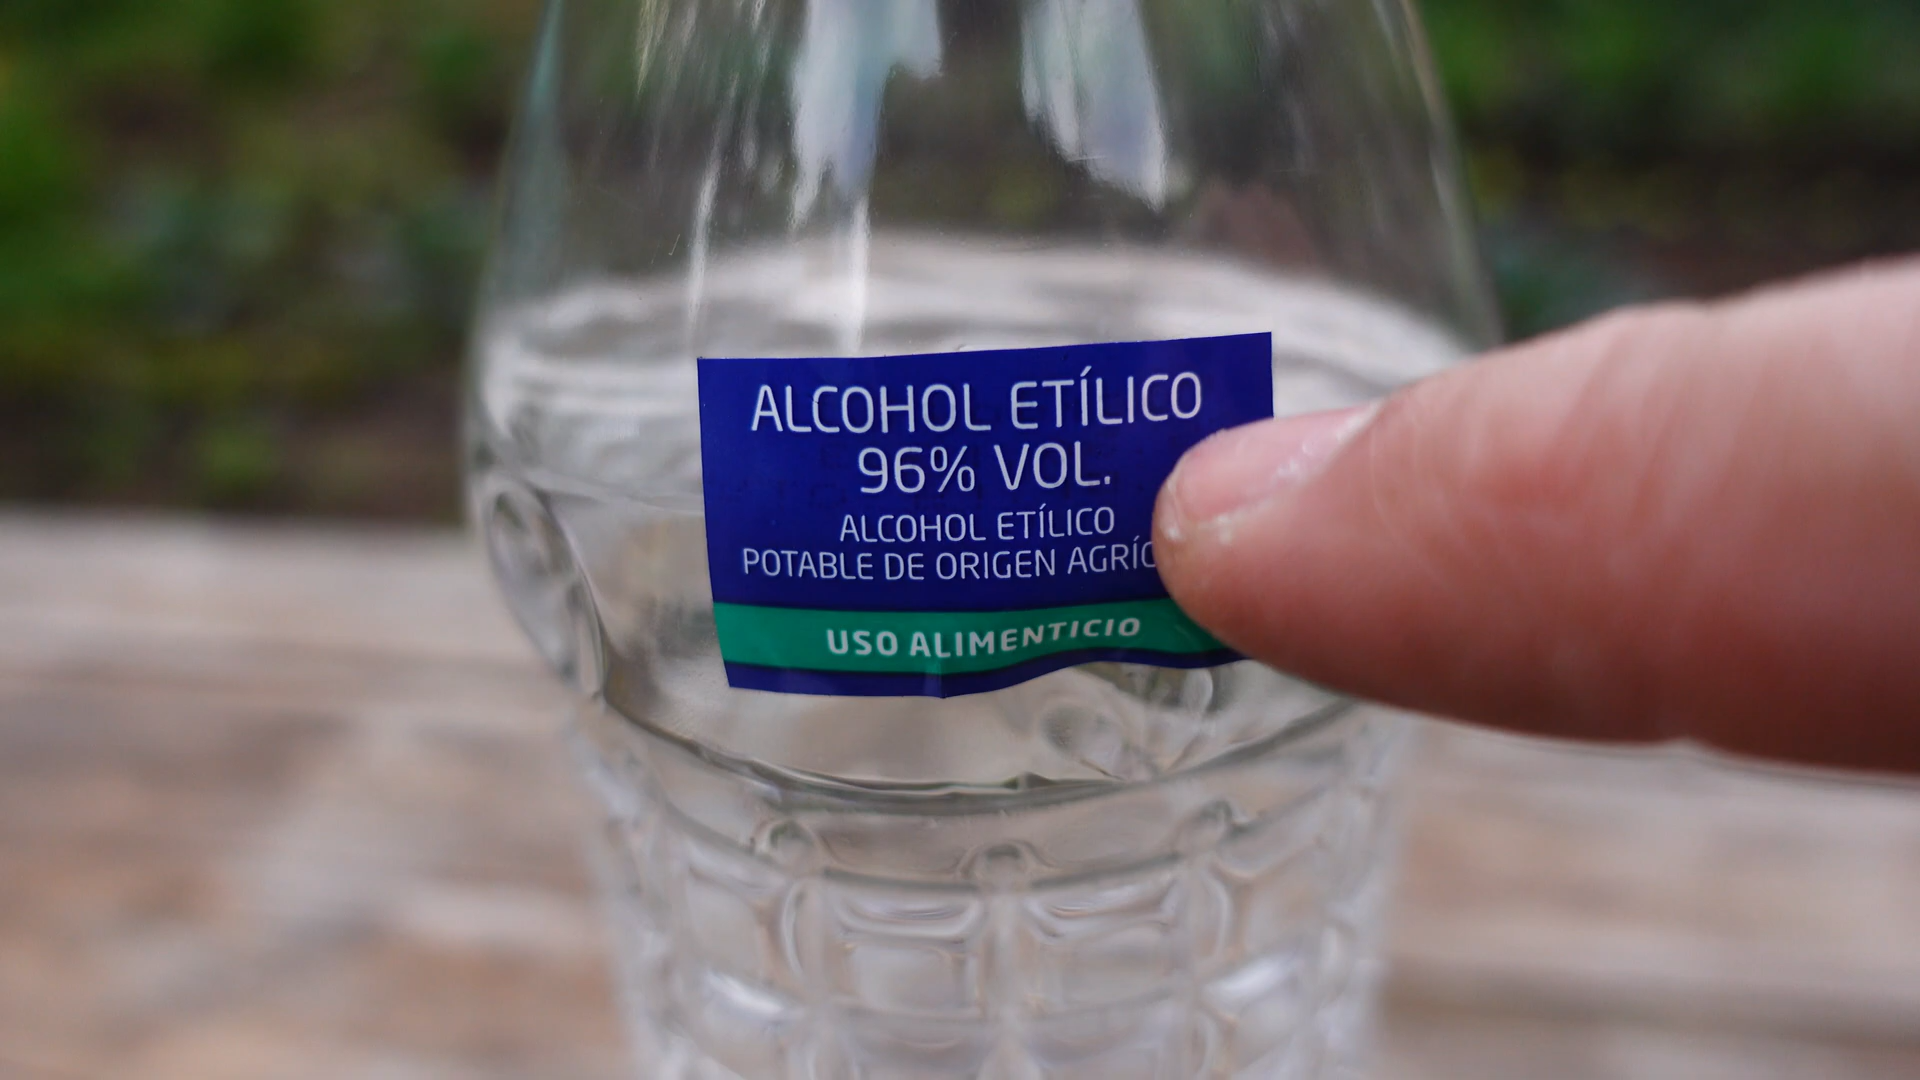 ALCOHOL ETÍLICO
96% VOL.
ALCOHOL ETÍLICO
POTABLE DE ORIGEN
USO ALIMENTICIO